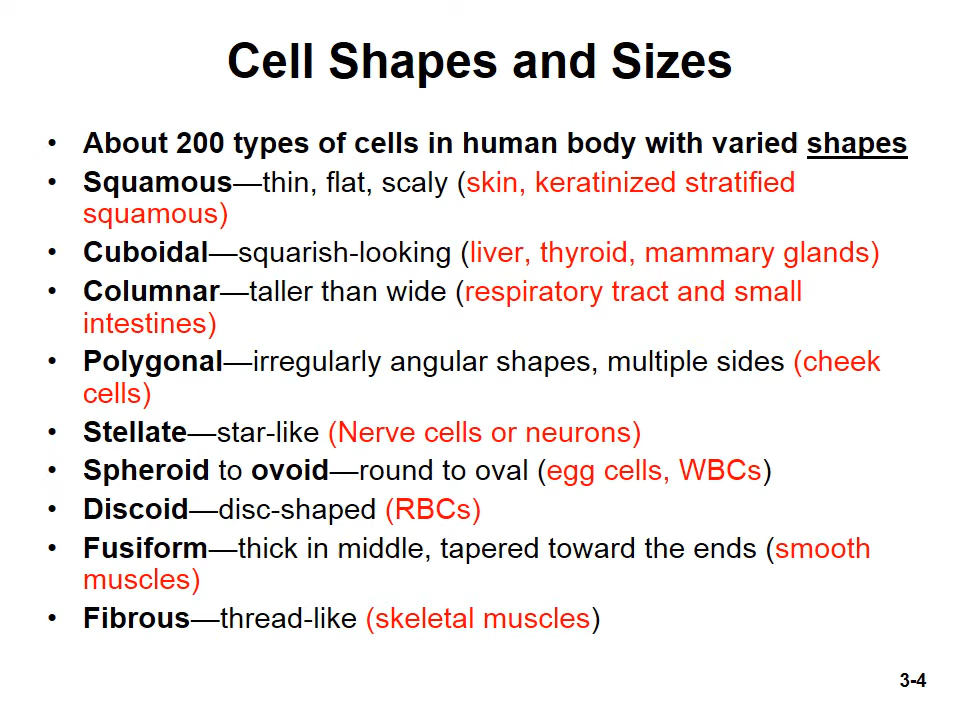 Cell Shapes and Sizes
• About 200 types of cells in human body with varied shapes
• Squamous—thin, flat, scaly (skin, keratinized stratified
squamous)
• Cuboidal—squarish-looking (liver, thyroid, mammary glands)
• Columnar—taller than wide (respiratory tract and small
intestines)
• Polygonal—irregularly angular shapes, multiple sides (cheek
cells)
• Stellate—star-like (Nerve cells or neurons)
• Spheroid to ovoid—round to oval (egg cells, WBCs)
• Discoid—disc-shaped (RBCs)
• Fusiform—thick in middle, tapered toward the ends (smooth
muscles)
• Fibrous—thread-like (skeletal muscles)
3-4